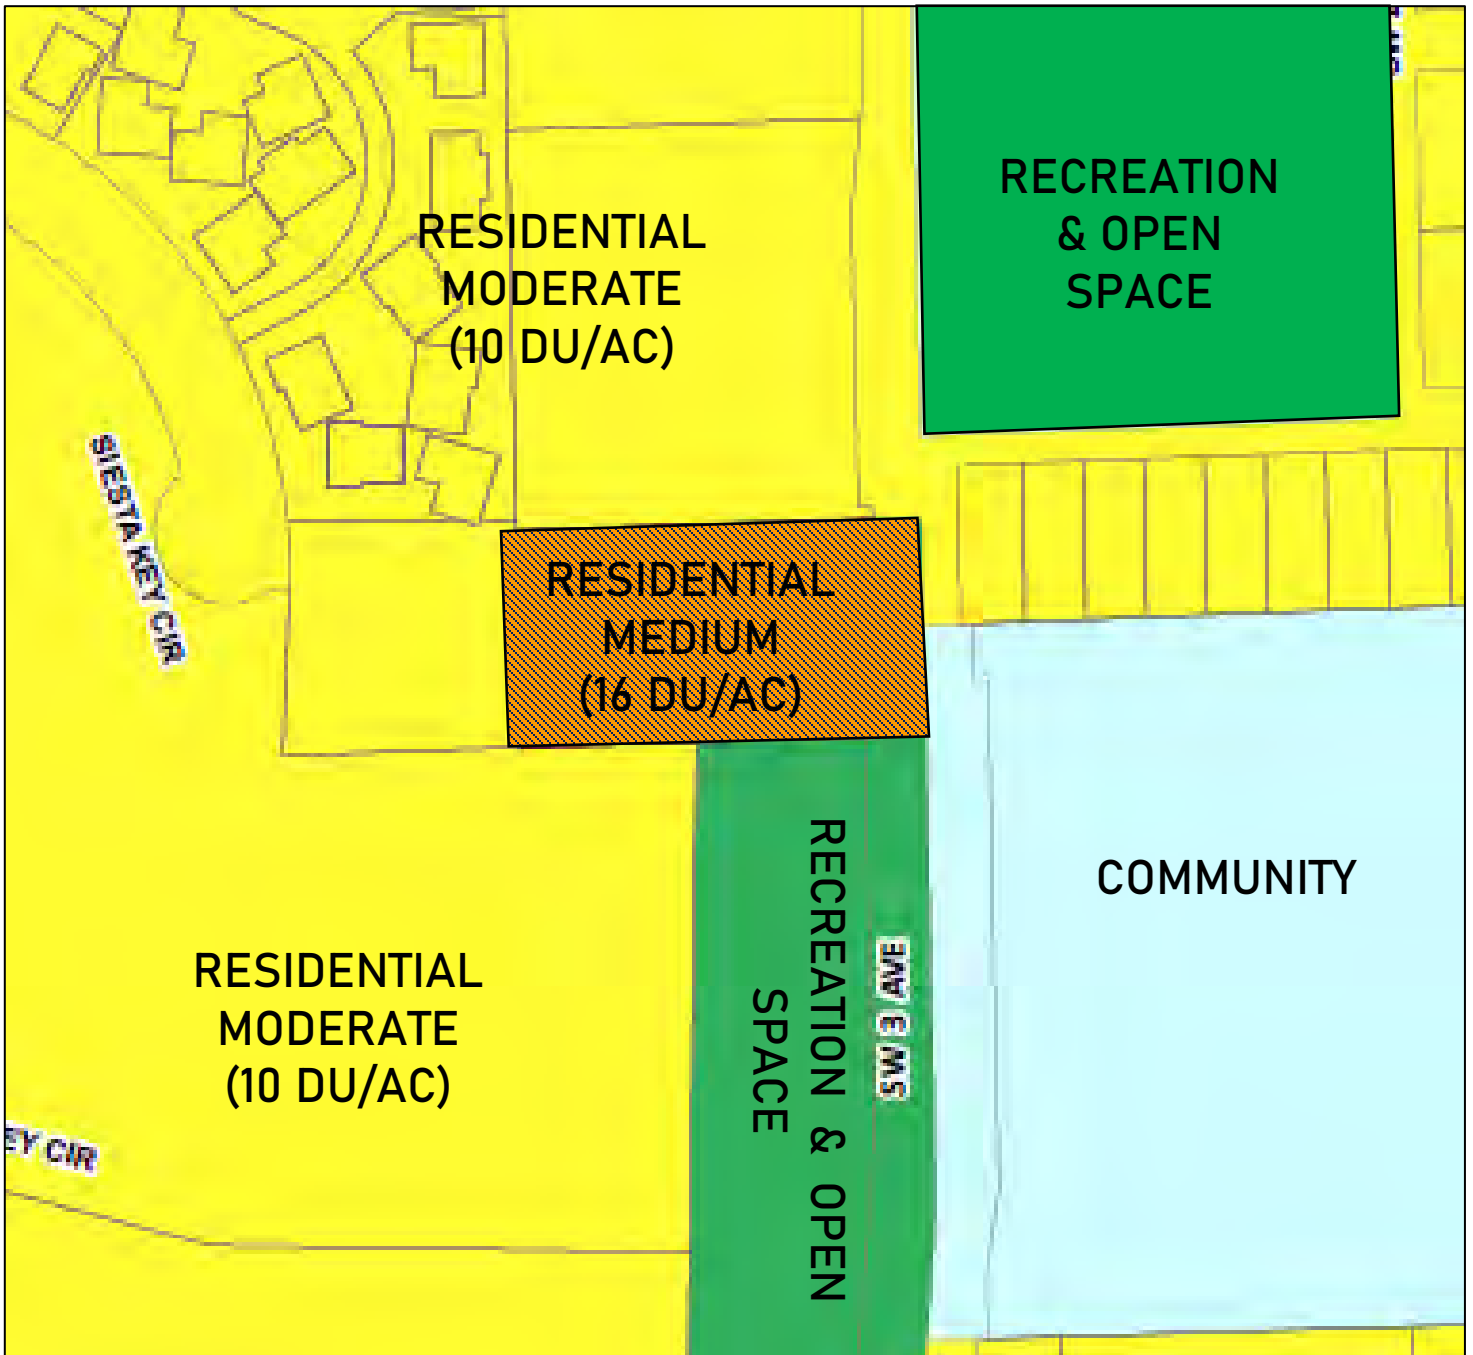 RECREATION
& OPEN
SPACE
RESIDENTIAL
MODERATE
(10 DU/AC)
SIESTA KEY CIR
RESIDENTIAL
MEDIUM
(16 DU/AC)
RECREATION & OPEN
SPACE
SW 3 AVE
COMMUNITY
RESIDENTIAL
MODERATE
(10 DU/AC)
EY CIR